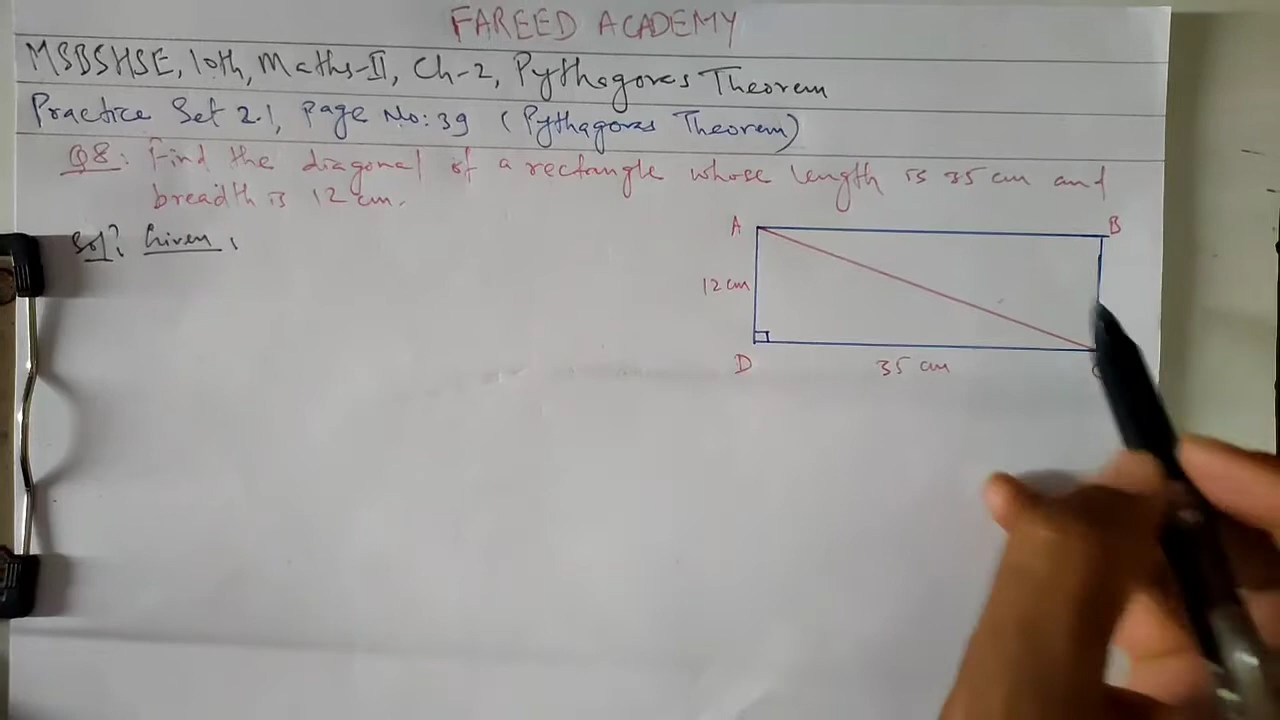 FAREED ACADEMY
MSBSHSE, 10th, Maths-II, Ch-2, Pythagoras Theorem
Practice Set 2.1, Page No: 39 (Pythagoras Theorem)
Q8: Find the diagonal of a rectangle whose length is 35 cm and
breadth is 12 cm.
Solⁿ: Given,
A
B
12 cm
D
35 cm
C